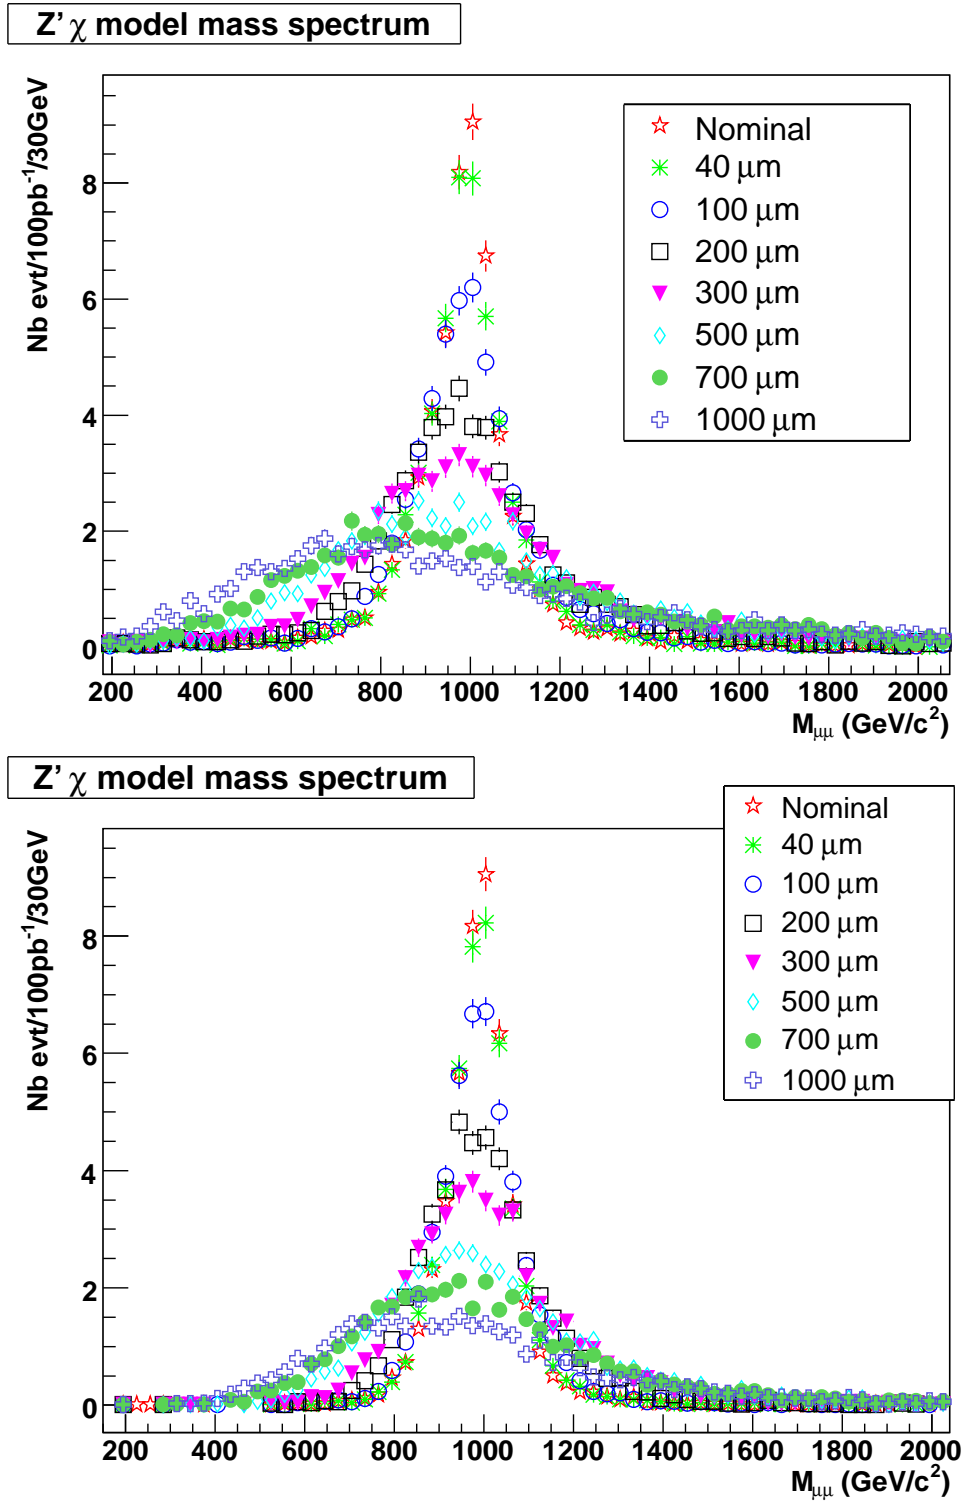 Z' χ model mass spectrum
Nb evt/100pb⁻¹/30GeV
8
6
4
2
0
Nominal
40 μm
100 μm
200 μm
300 μm
500 μm
700 μm
1000 μm
200 400 600 800 1000 1200 1400 1600 1800 2000
M_μμ (GeV/c²)
Z' χ model mass spectrum
Nb evt/100pb⁻¹/30GeV
8
6
4
2
0
Nominal
40 μm
100 μm
200 μm
300 μm
500 μm
700 μm
1000 μm
200 400 600 800 1000 1200 1400 1600 1800 2000
M_μμ (GeV/c²)